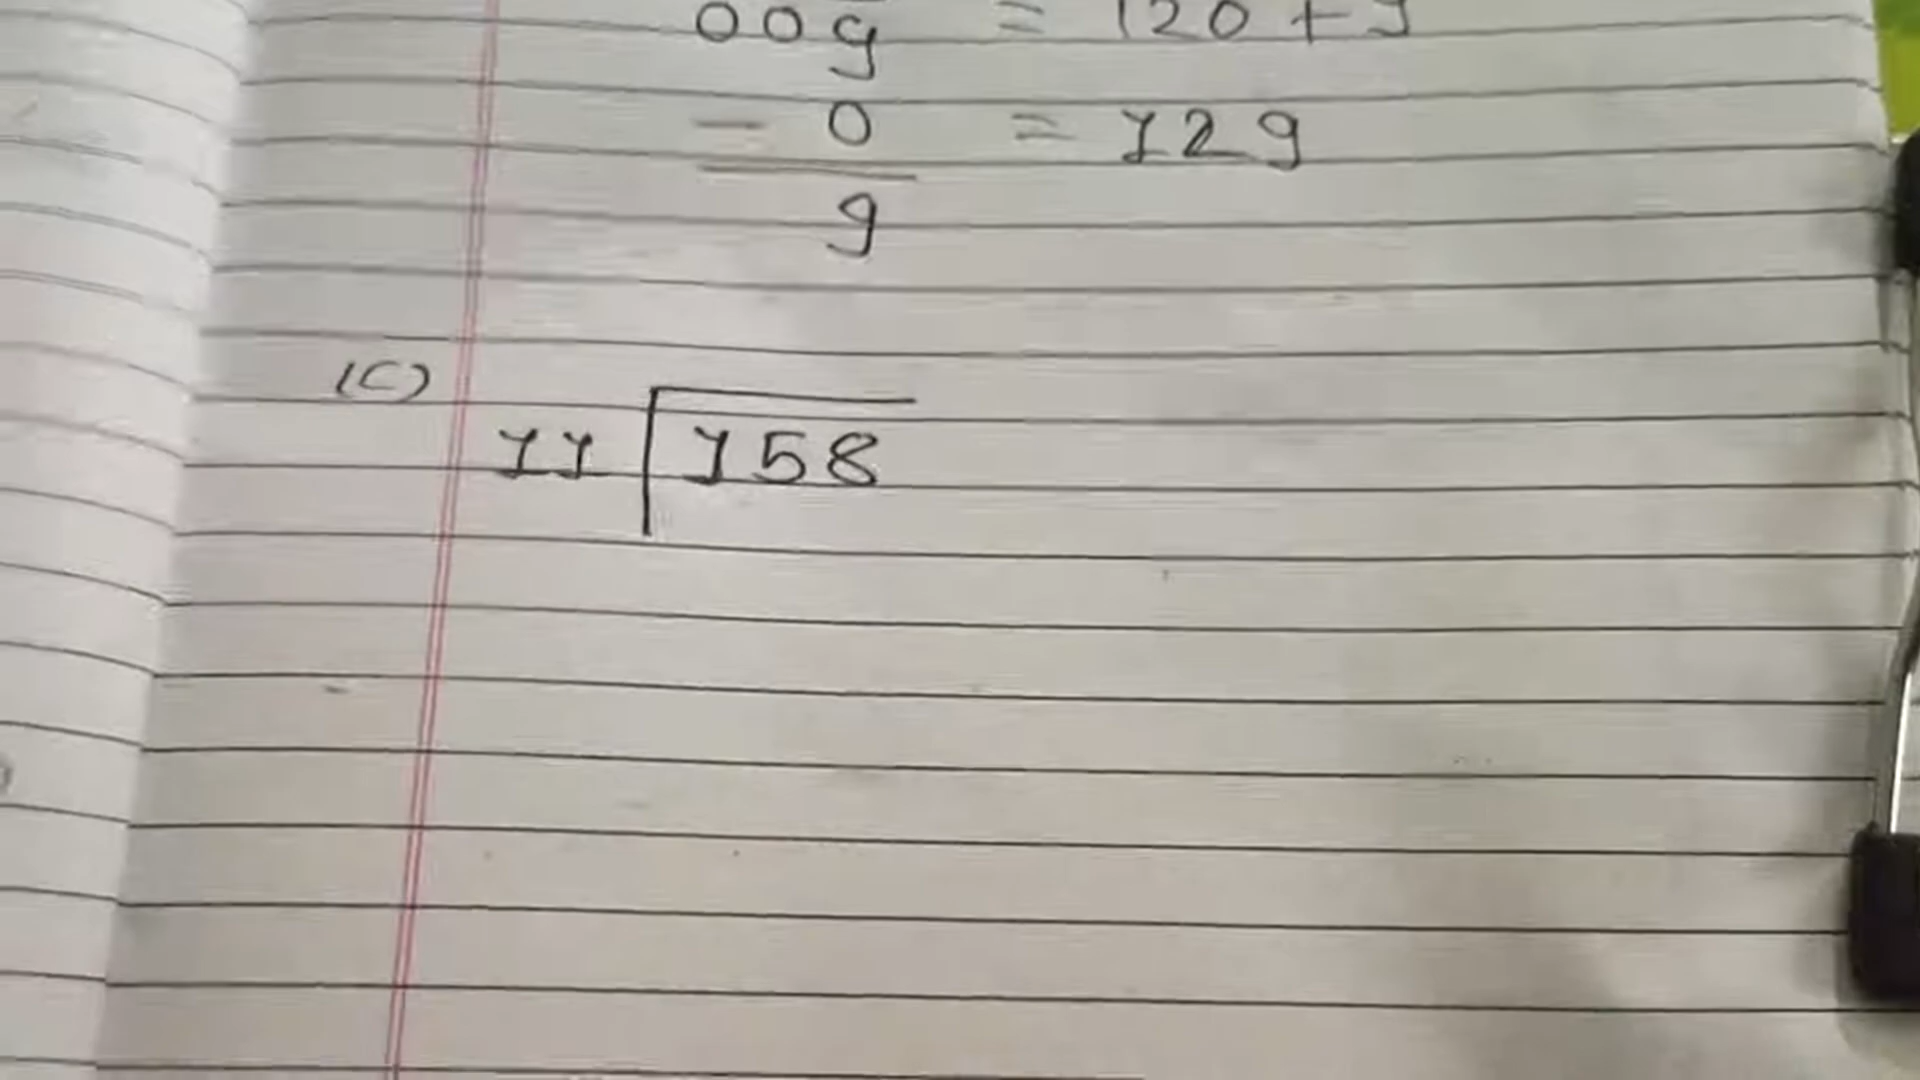 009 = 120 + 9
- 0 = 129
9
(C)
11 158